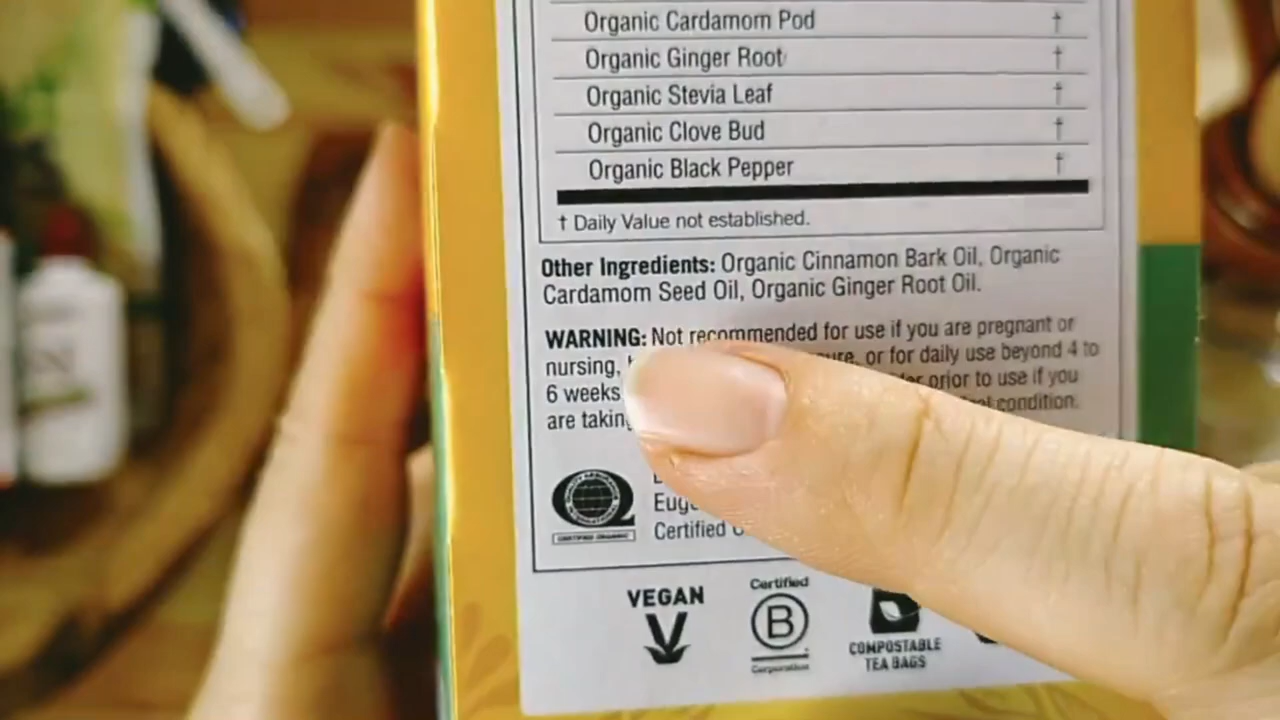 Organic Cardamom Pod †
Organic Ginger Root †
Organic Stevia Leaf †
Organic Clove Bud †
Organic Black Pepper †
† Daily Value not established.
Other Ingredients: Organic Cinnamon Bark Oil, Organic
Cardamom Seed Oil, Organic Ginger Root Oil.
WARNING: Not recommended for use if you are pregnant or
nursing, or for daily use beyond 4 to
6 weeks prior to use if you
are condition.
Certified
VEGAN
Certified
B
Corporation
COMPOSTABLE
TEA BAGS